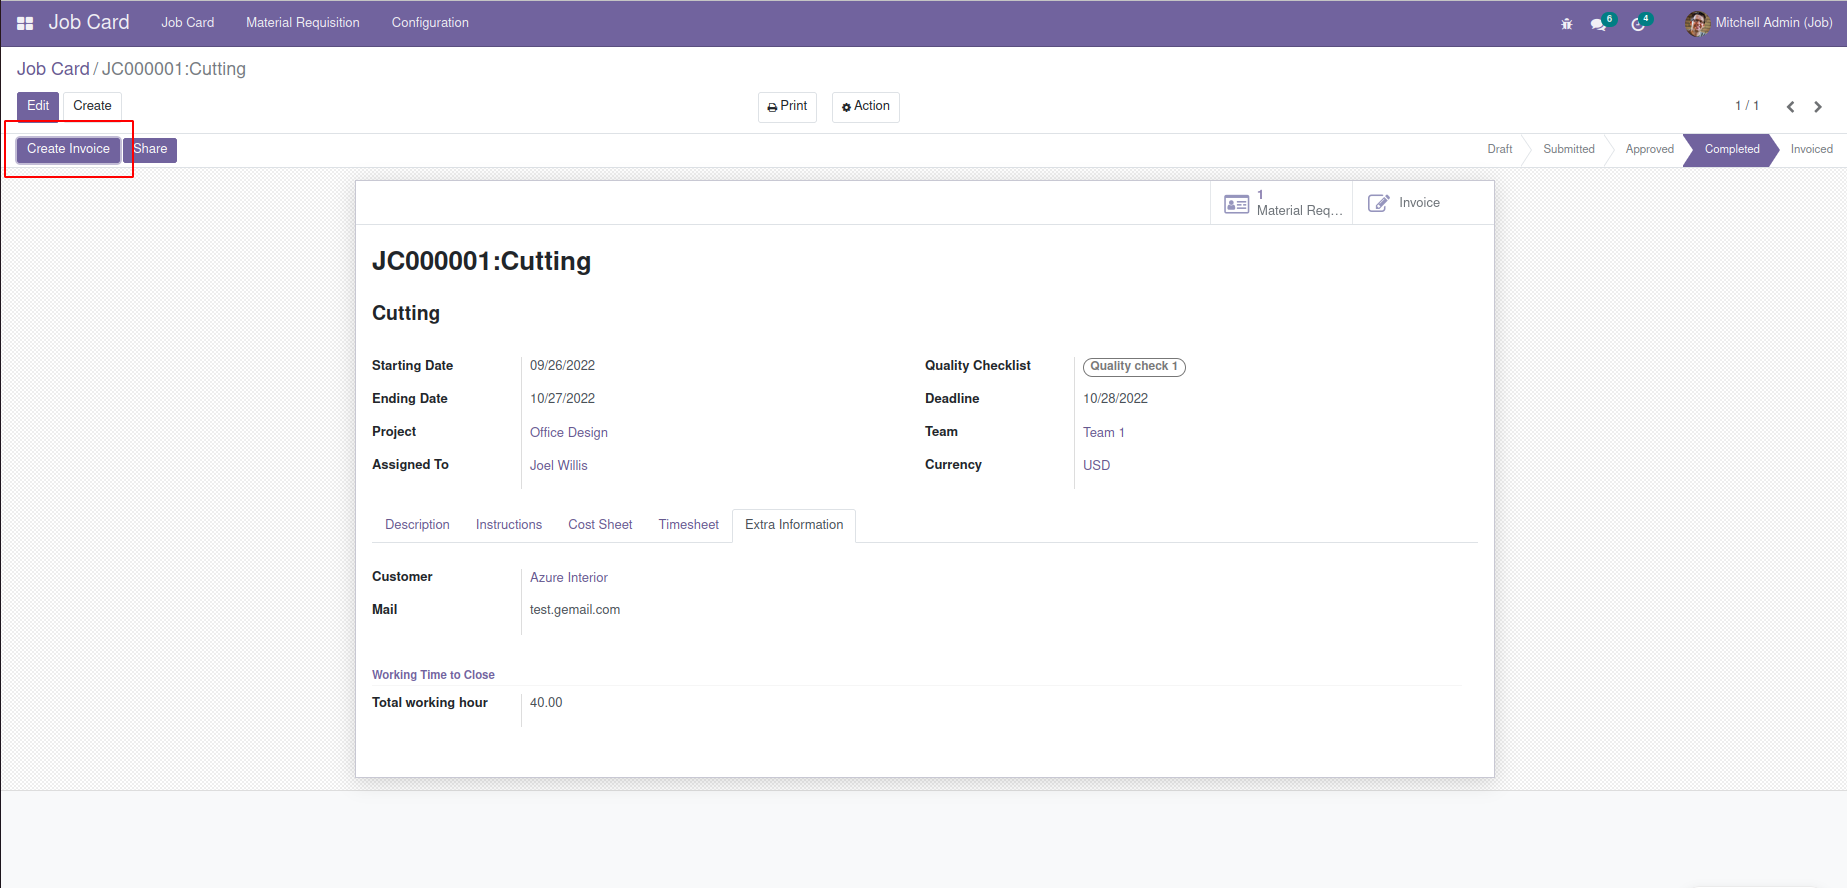 Job Card Job Card Material Requisition Configuration 6 4 Mitchell Admin (Job)
Job Card / JC000001:Cutting
Edit Create Print Action 1 / 1
Create Invoice Share Draft Submitted Approved Completed Invoiced
1
Material Req... Invoice
JC000001:Cutting
Cutting
Starting Date 09/26/2022 Quality Checklist Quality check 1
Ending Date 10/27/2022 Deadline 10/28/2022
Project Office Design Team Team 1
Assigned To Joel Willis Currency USD
Description Instructions Cost Sheet Timesheet Extra Information
Customer Azure Interior
Mail test.gemail.com
Working Time to Close
Total working hour 40.00